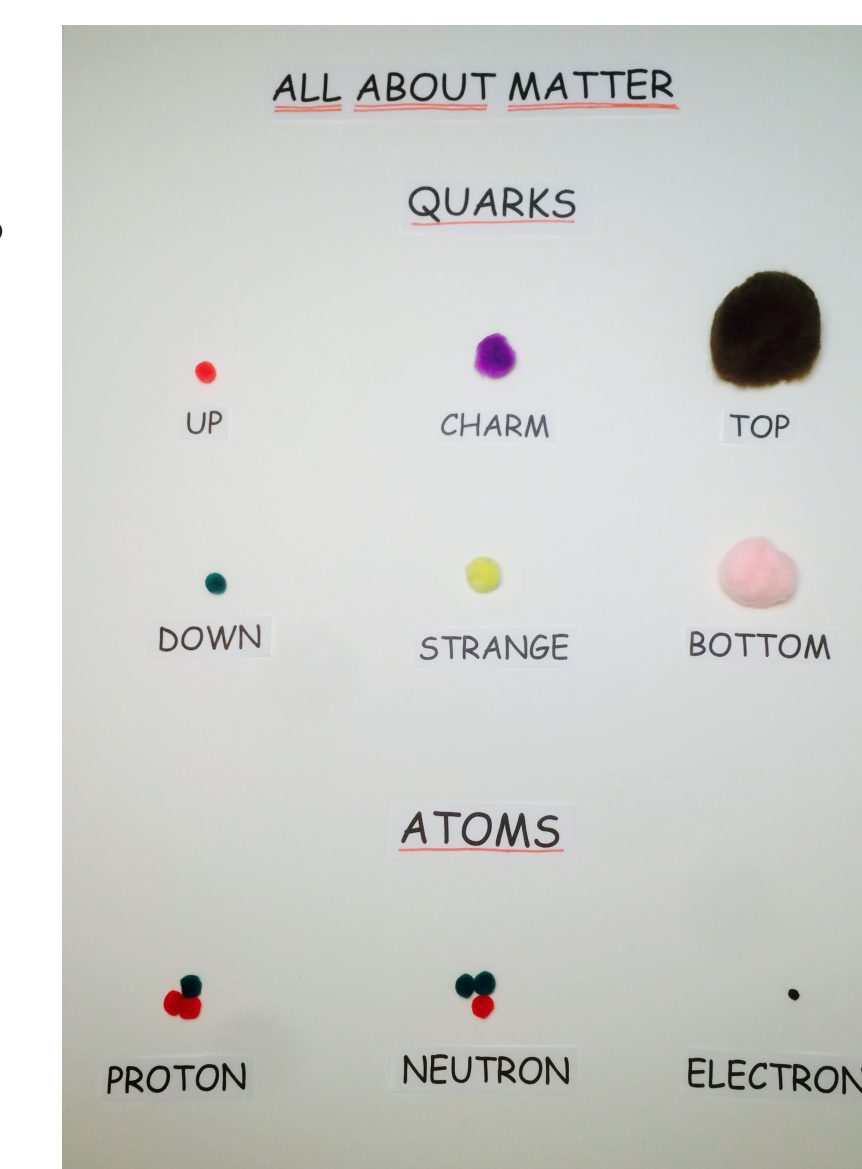 ALL ABOUT MATTER
QUARKS
UP CHARM TOP
DOWN STRANGE BOTTOM
ATOMS
PROTON NEUTRON ELECTRON